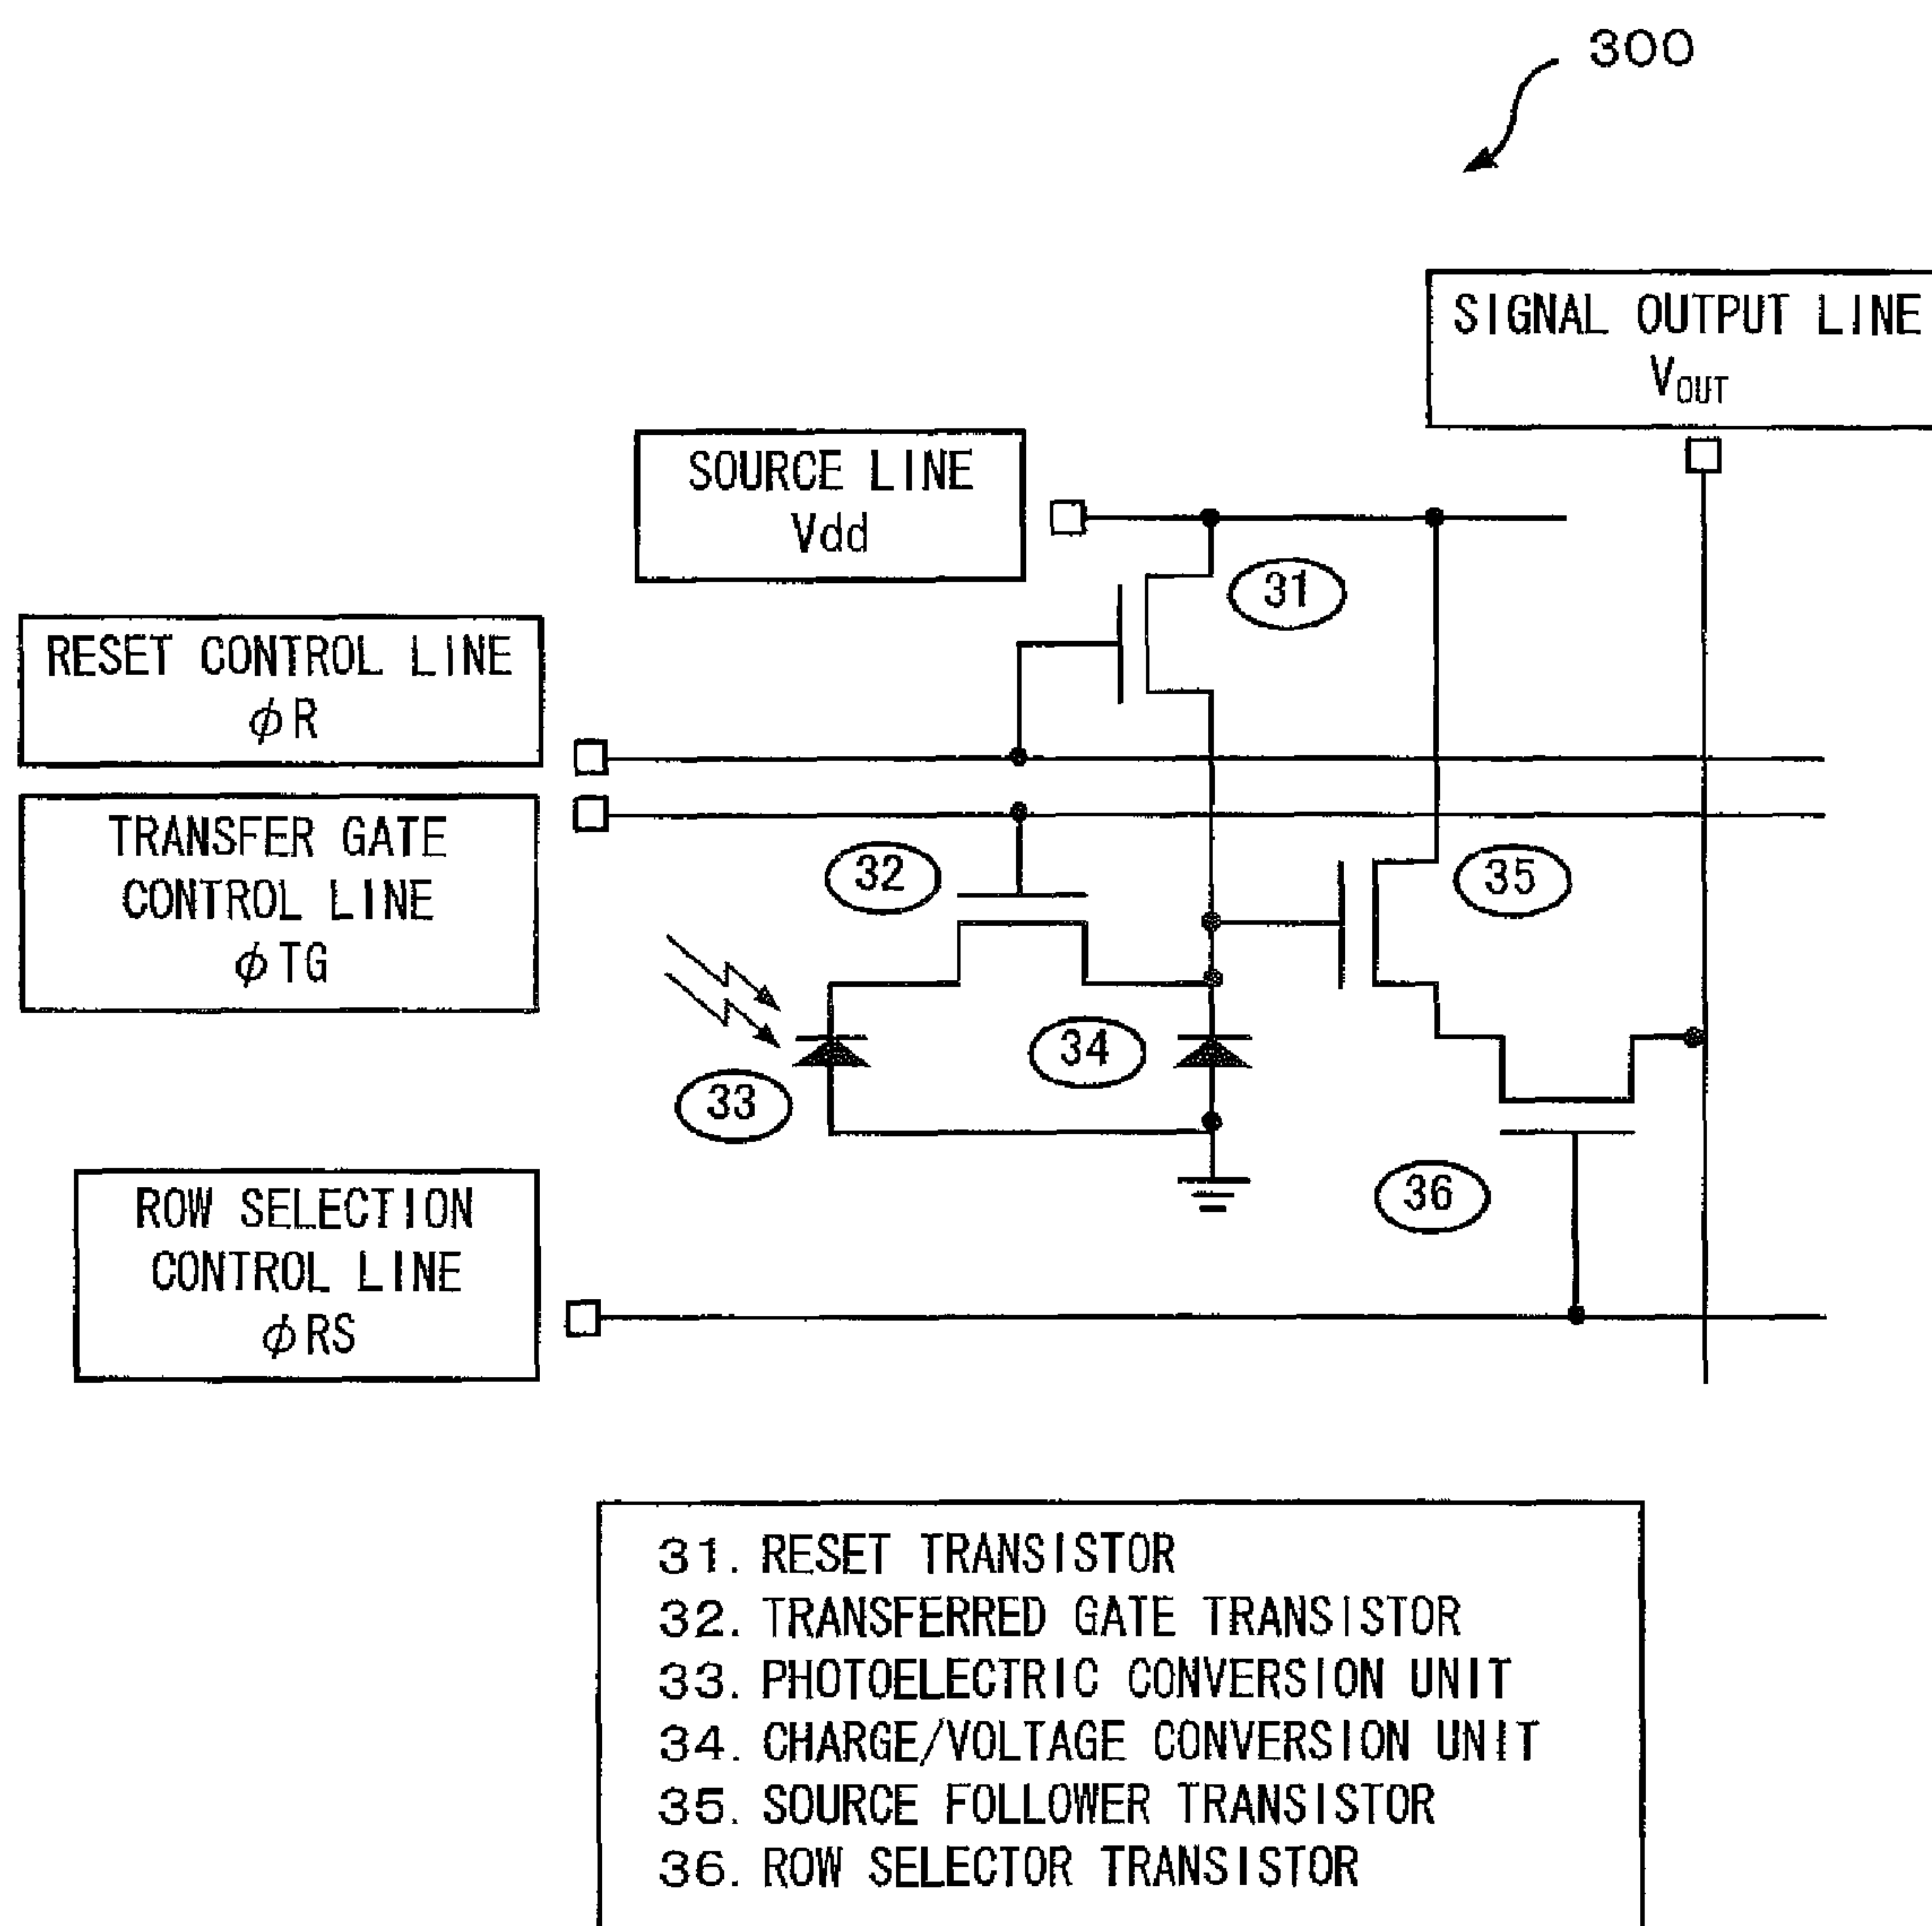 300
SIGNAL OUTPUT LINE
VOUT
SOURCE LINE
Vdd
31
RESET CONTROL LINE
φR
TRANSFER GATE
CONTROL LINE
φTG
32
35
34
33
ROW SELECTION
CONTROL LINE
φRS
36
31. RESET TRANSISTOR
32. TRANSFERRED GATE TRANSISTOR
33. PHOTOELECTRIC CONVERSION UNIT
34. CHARGE/VOLTAGE CONVERSION UNIT
35. SOURCE FOLLOWER TRANSISTOR
36. ROW SELECTOR TRANSISTOR